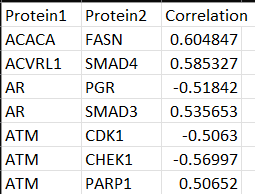 Protein1 Protein2 Correlation
ACACA FASN 0.604847
ACVRL1 SMAD4 0.585327
AR PGR -0.51842
AR SMAD3 0.535653
ATM CDK1 -0.5063
ATM CHEK1 -0.56997
ATM PARP1 0.50652